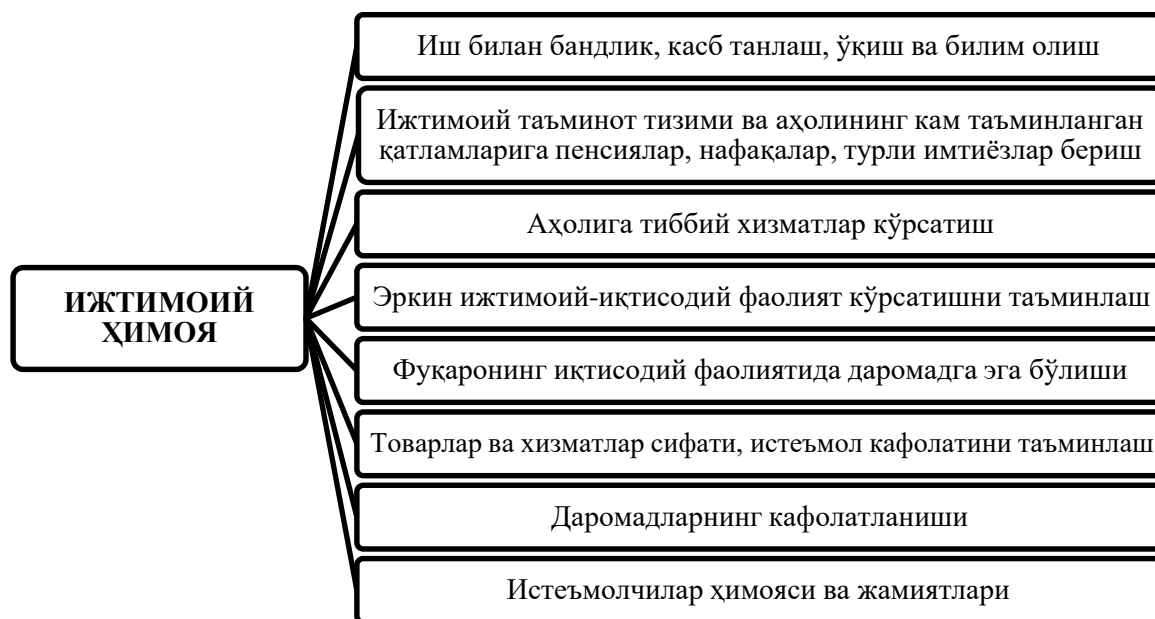 Иш билан бандлик, касб танлаш, ўқиш ва билим олиш
Ижтимоий таъминот тизими ва аҳолининг кам таъминланган
қатламларига пенсиялар, нафақалар, турли имтиёзлар бериш
Аҳолига тиббий хизматлар кўрсатиш
ИЖТИМОИЙ
ҲИМОЯ
Эркин ижтимоий-иқтисодий фаолият кўрсатишни таъминлаш
Фуқаронинг иқтисодий фаолиятида даромадга эга бўлиши
Товарлар ва хизматлар сифати, истеъмол кафолатини таъминлаш
Даромадларнинг кафолатланиши
Истеъмолчилар ҳимояси ва жамиятлари